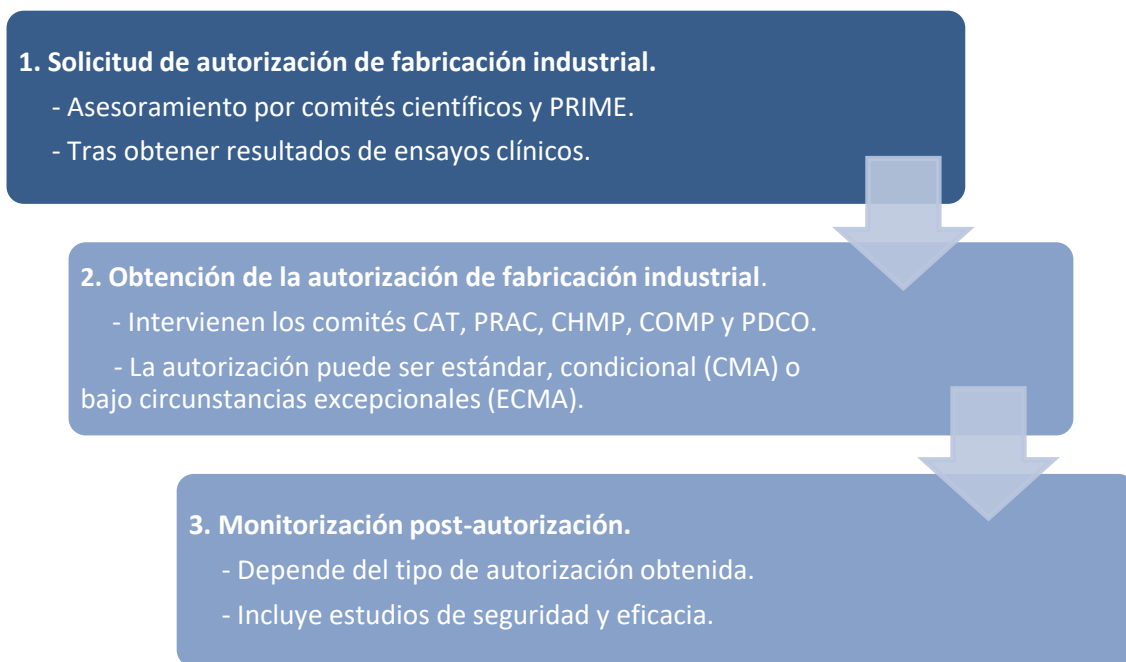 1. Solicitud de autorización de fabricación industrial.
- Asesoramiento por comités científicos y PRIME.
- Tras obtener resultados de ensayos clínicos.
2. Obtención de la autorización de fabricación industrial.
- Intervienen los comités CAT, PRAC, CHMP, COMP y PDCO.
- La autorización puede ser estándar, condicional (CMA) o
bajo circunstancias excepcionales (ECMA).
3. Monitorización post-autorización.
- Depende del tipo de autorización obtenida.
- Incluye estudios de seguridad y eficacia.